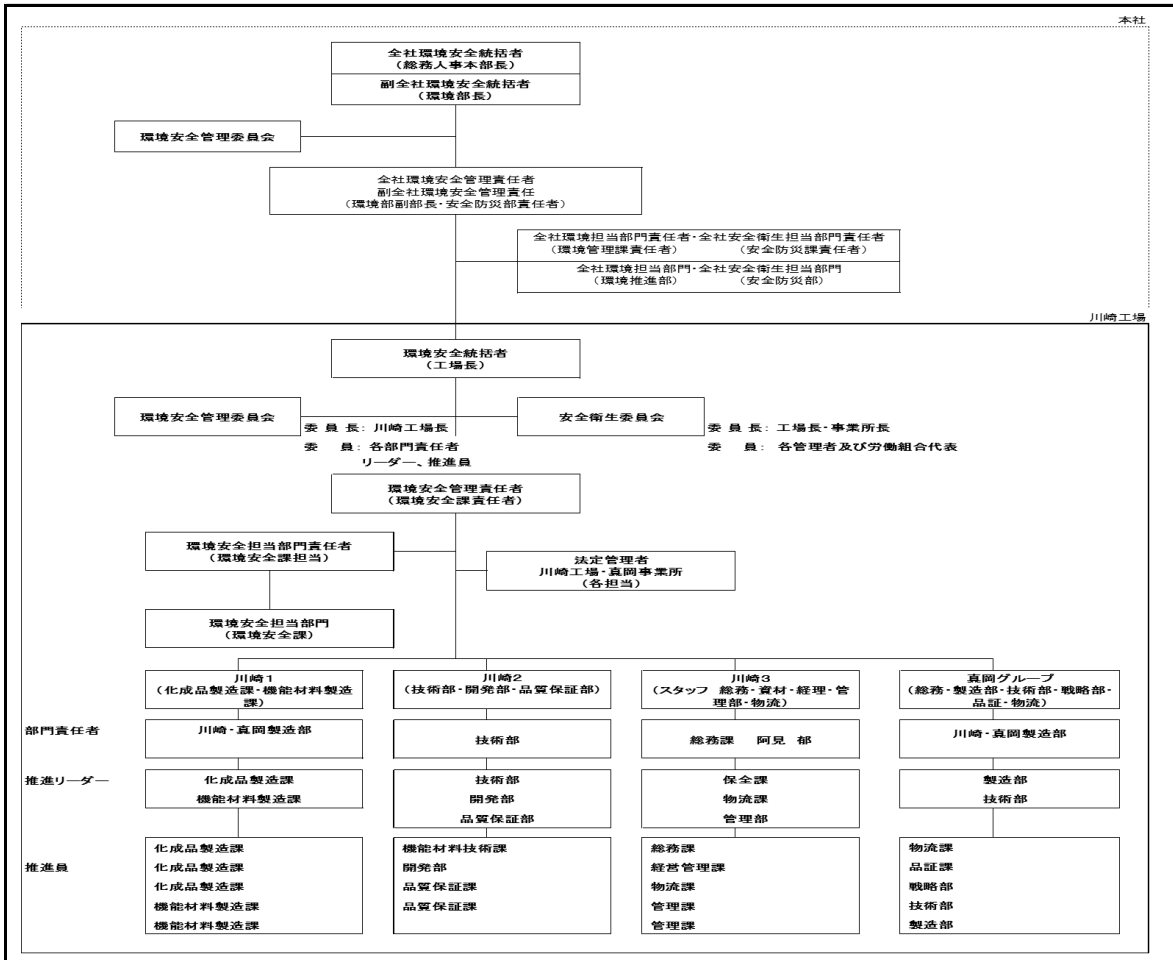 本社
全社環境安全統括者
（総務人事本部長）
副全社環境安全統括者
（環境部長）
環境安全管理委員会
全社環境安全管理責任者
副全社環境安全管理責任
（環境部副部長・安全防災部責任者）
全社環境担当部門責任者・全社安全衛生担当部門責任者
（環境管理課責任者） （安全防災課責任者）
全社環境担当部門・全社安全衛生担当部門
（環境推進部） （安全防災部）
川崎工場
環境安全統括者
（工場長）
環境安全管理委員会
委 員 長： 川崎工場長
委 員： 各部門責任者
リーダー、推進員
安全衛生委員会
委 員 長： 工場長・事業所長
委 員： 各管理者及び労働組合代表
環境安全管理責任者
（環境安全課責任者）
環境安全担当部門責任者
（環境安全課担当）
法定管理者
川崎工場・真岡事業所
（各担当）
環境安全担当部門
（環境安全課）
川崎1
（化成品製造課・機能材料製造
課）
川崎2
（技術部・開発部・品質保証部）
川崎3
（スタッフ 総務・資材・経理・管
理部・物流）
真岡グループ
（総務・製造部・技術部・戦略部・
品証・物流）
部門責任者
川崎・真岡製造部
技術部
総務課 阿見 郁
川崎・真岡製造部
推進リーダー
化成品製造課
機能材料製造課
技術部
開発部
品質保証部
保全課
物流課
管理部
製造部
技術部
推進員
化成品製造課
化成品製造課
化成品製造課
機能材料製造課
機能材料製造課
機能材料技術課
開発部
品質保証課
品質保証課
総務課
経営管理課
物流課
管理課
管理課
物流課
品証課
戦略部
技術部
製造部